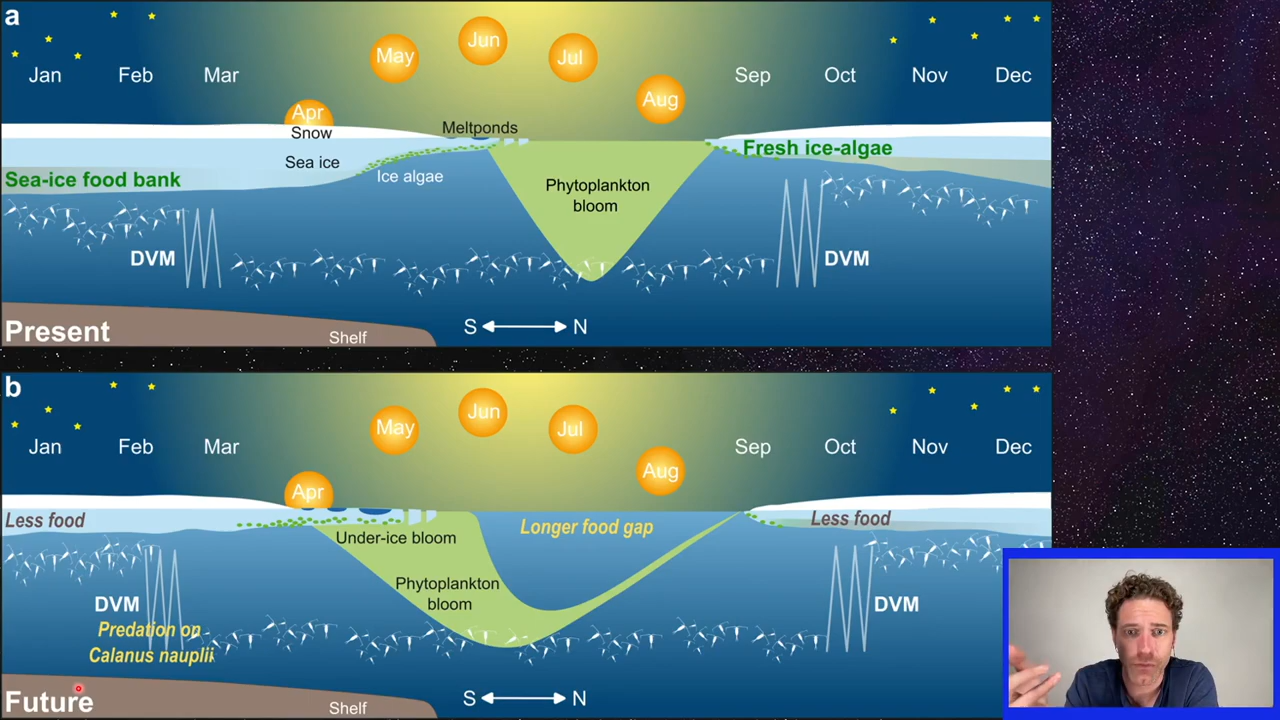 a
Jan Feb Mar Apr May Jun Jul Aug Sep Oct Nov Dec
Snow
Meltponds
Sea ice
Ice algae
Sea-ice food bank
Fresh ice-algae
Phytoplankton
bloom
DVM
DVM
S N
Present
Shelf
b
Jan Feb Mar Apr May Jun Jul Aug Sep Oct Nov Dec
Less food
Longer food gap
Less food
Under-ice bloom
Phytoplankton
bloom
DVM
DVM
Predation on
Calanus nauplii
S N
Future
Shelf